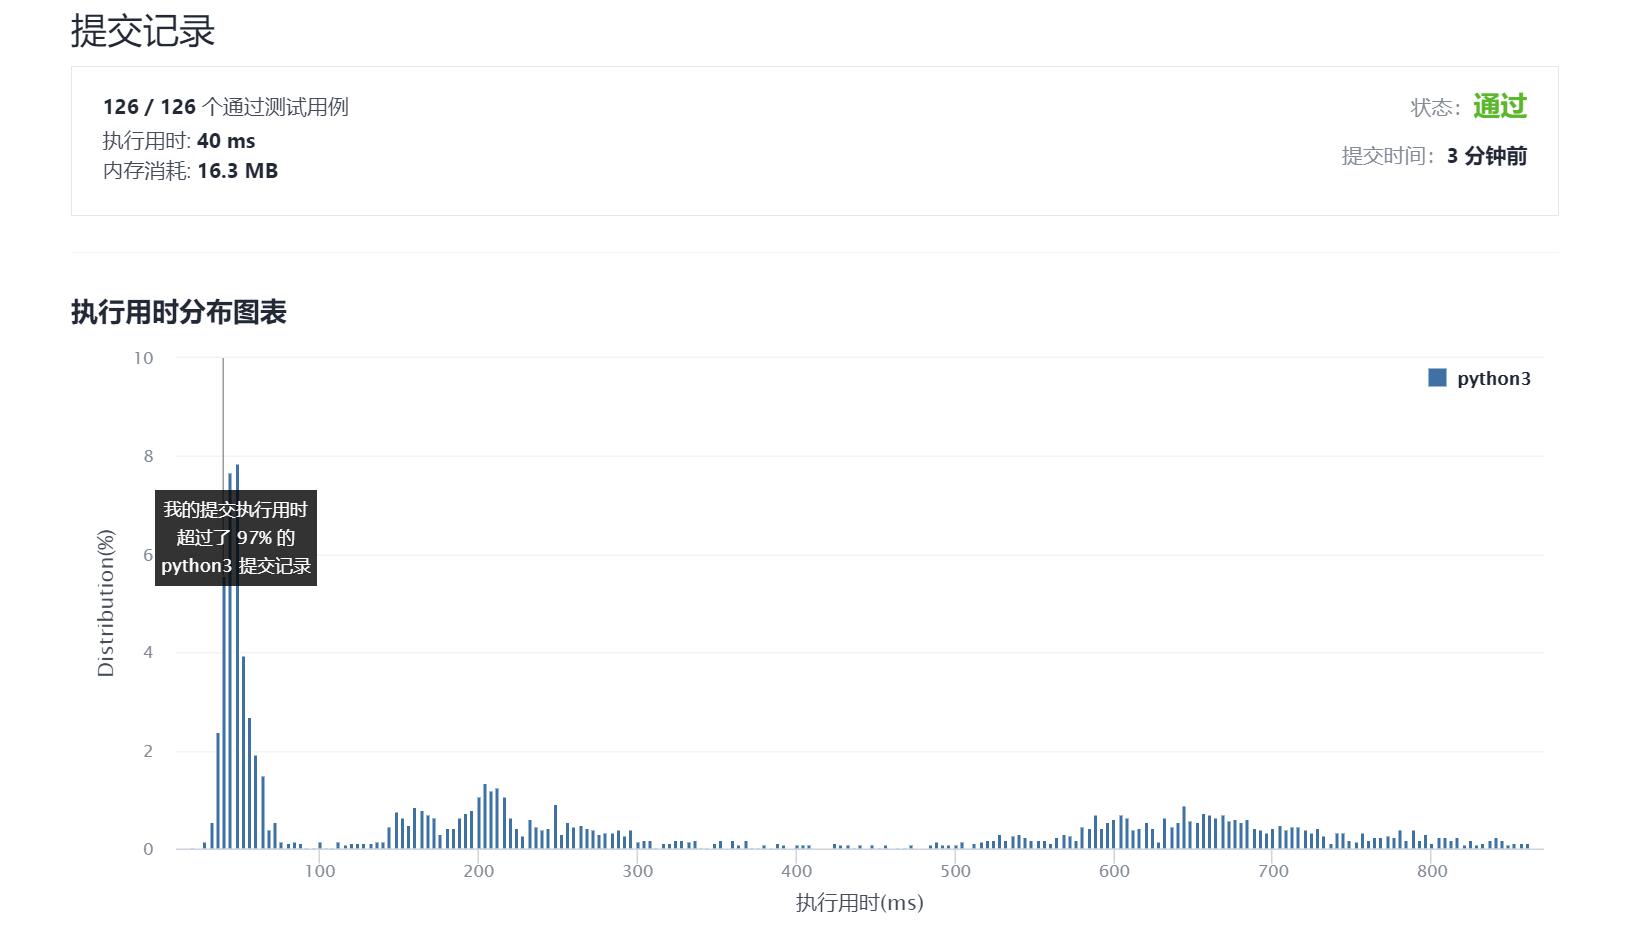 提交记录
126 / 126 个通过测试用例
状态：通过
执行用时: 40 ms
提交时间：3 分钟前
内存消耗: 16.3 MB
执行用时分布图表
10
python3
8
我的提交执行用时
超过了 97% 的
python3 提交记录
6
Distribution(%)
4
2
0
100 200 300 400 500 600 700 800
执行用时(ms)